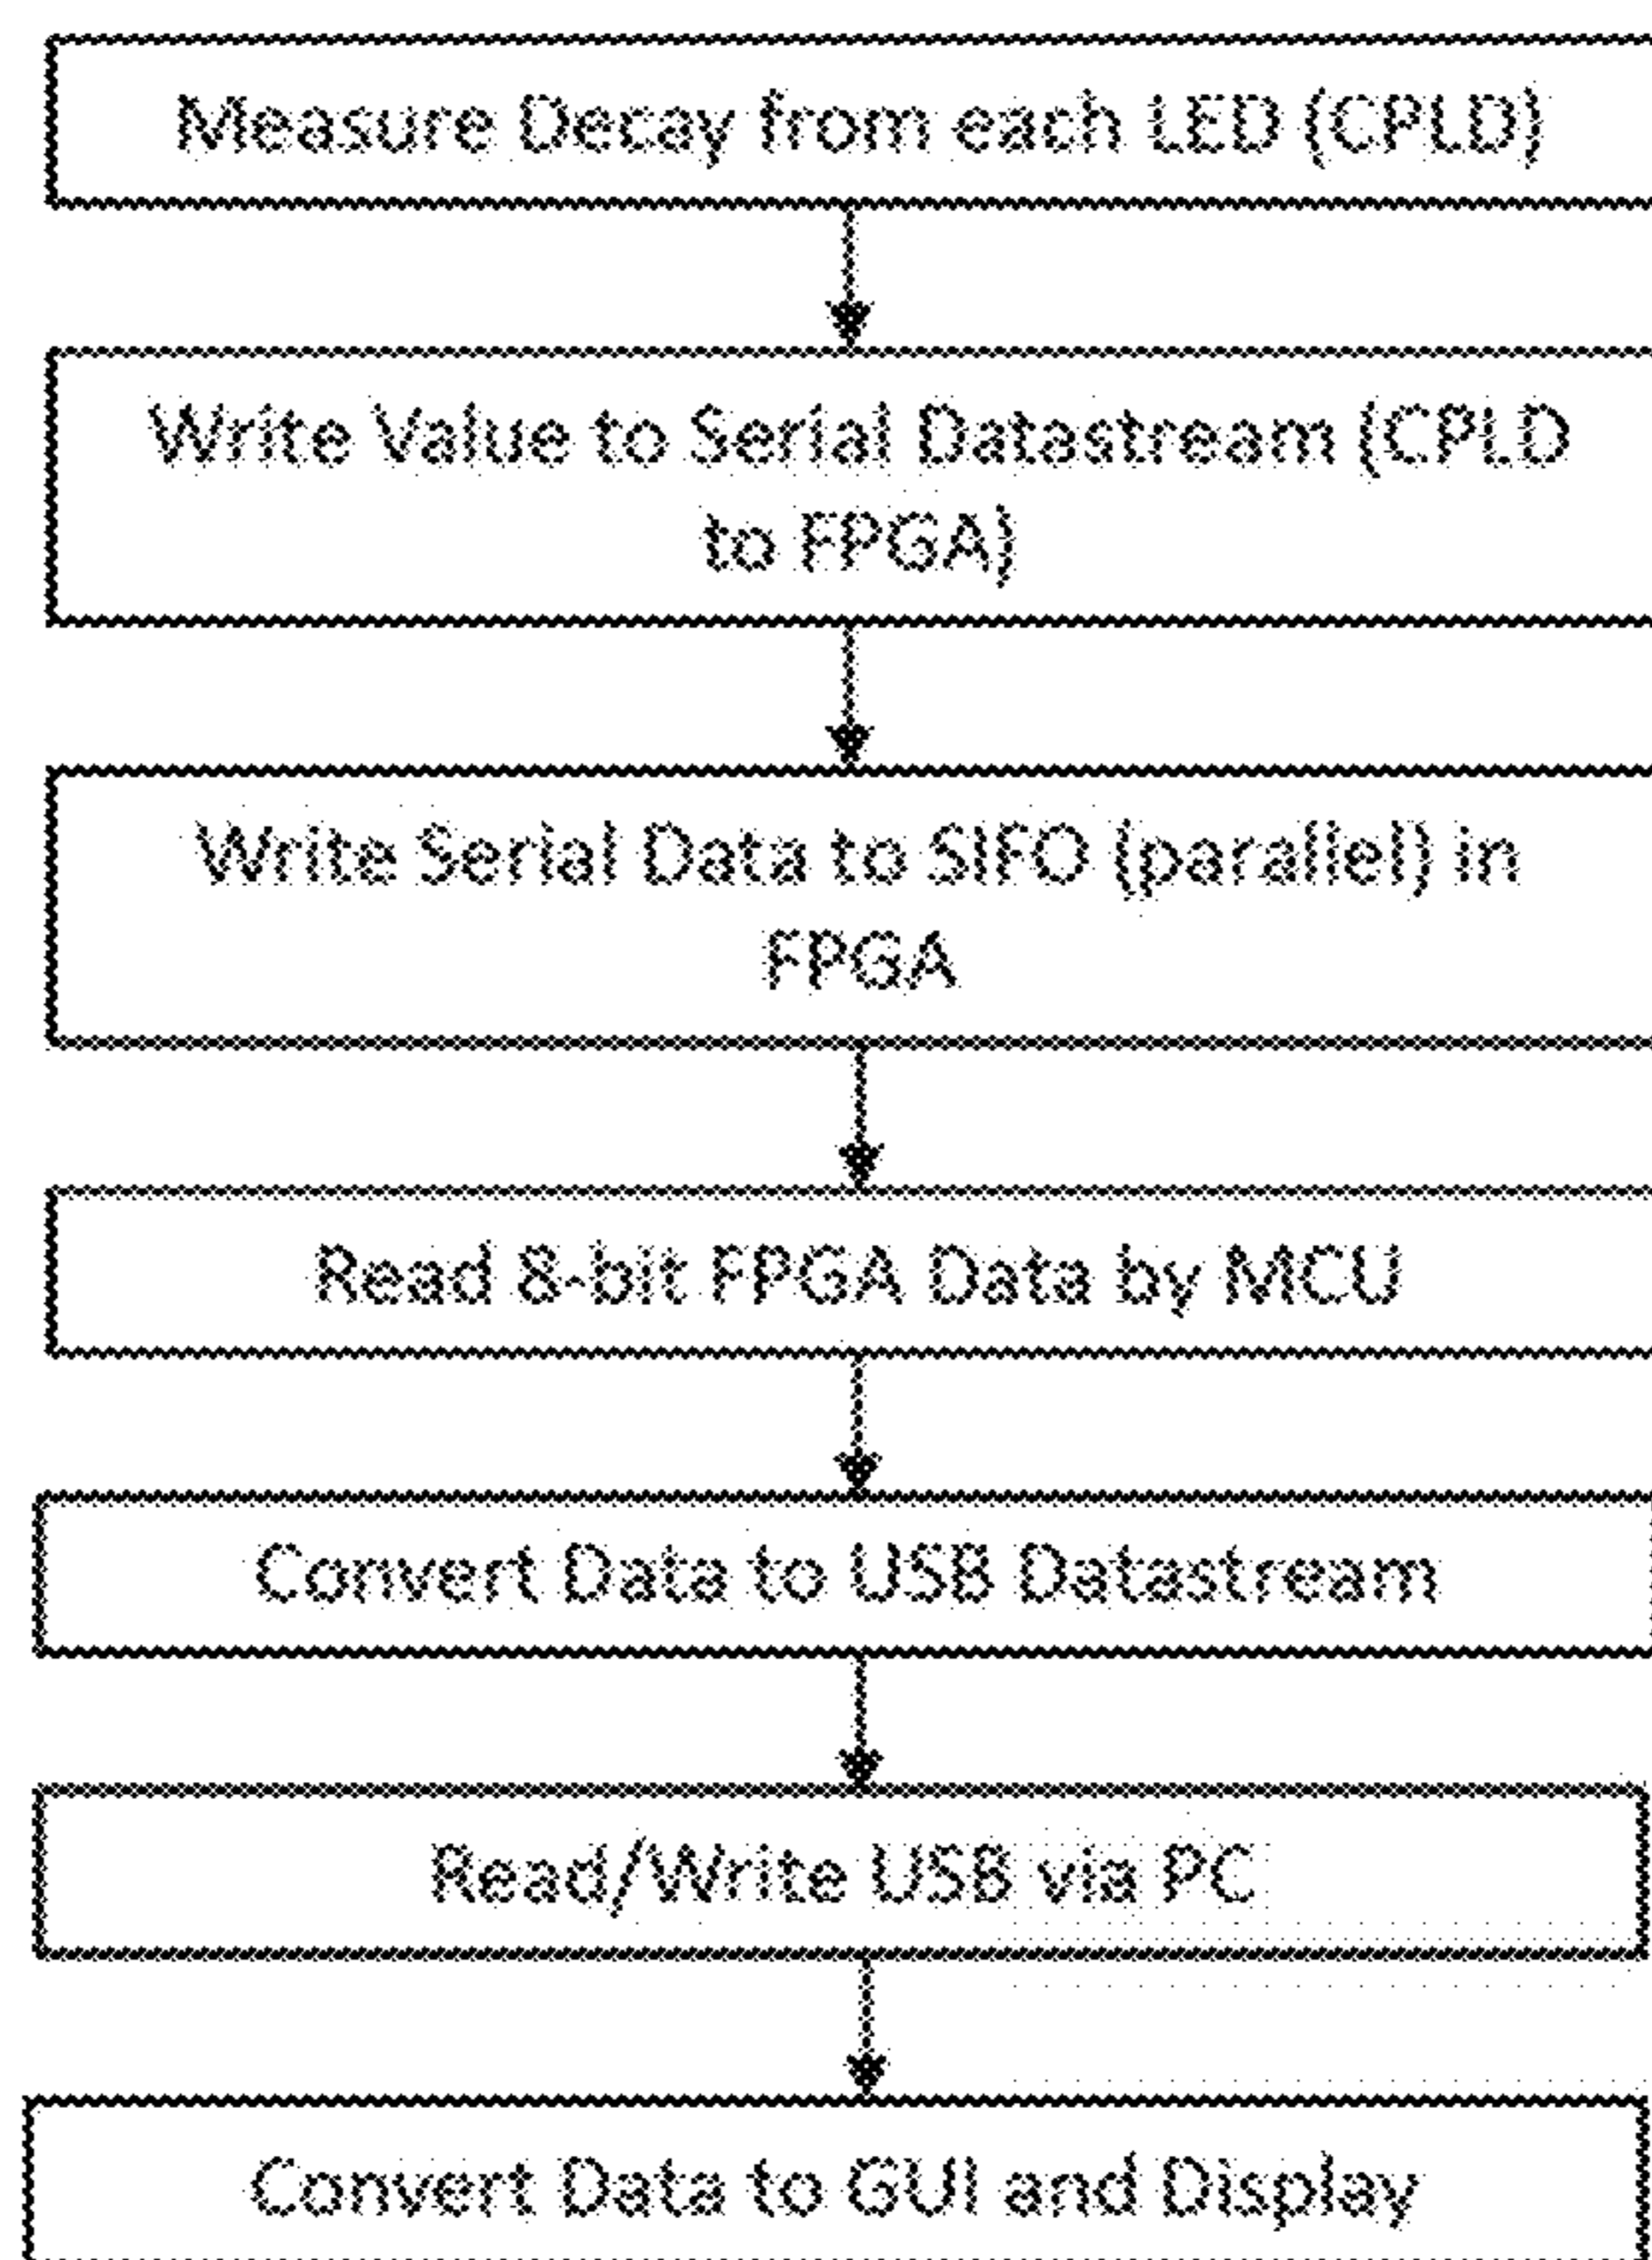 Measure Decay from each LED (CPLD)
Write Value to Serial Datastream (CPLD
to FPGA)
Write Serial Data to SIFO (parallel) in
FPGA
Read 8-bit FPGA Data by MCU
Convert Data to USB Datastream
Read/Write USB via PC
Convert Data to GUI and Display